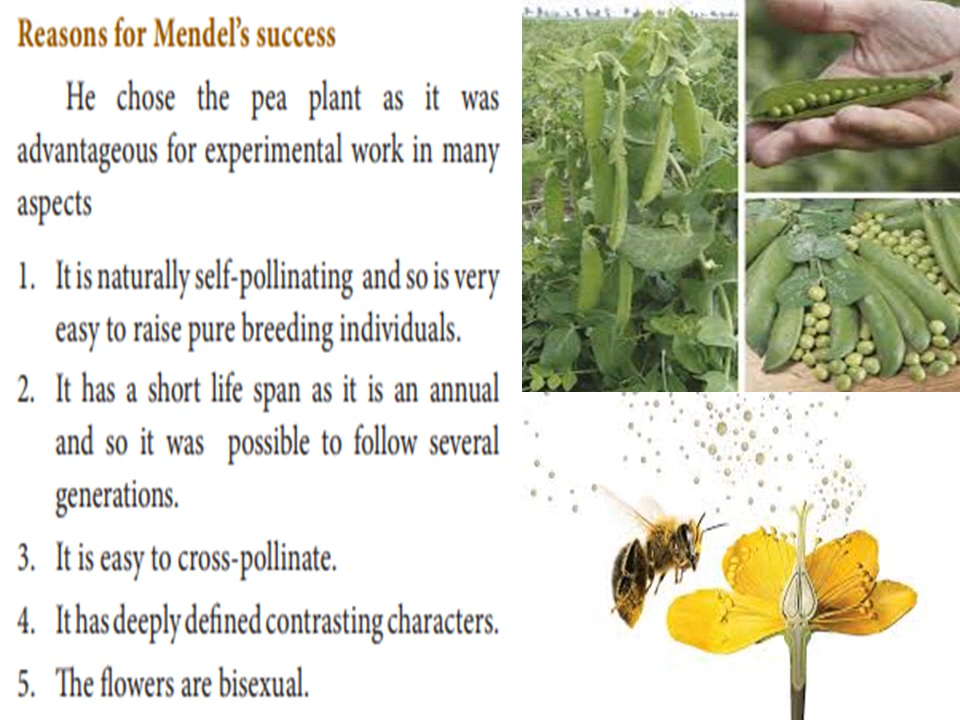 Reasons for Mendel's success
He chose the pea plant as it was
advantageous for experimental work in many
aspects
1. It is naturally self-pollinating and so is very
easy to raise pure breeding individuals.
2. It has a short life span as it is an annual
and so it was possible to follow several
generations.
3. It is easy to cross-pollinate.
4. It has deeply defined contrasting characters.
5. The flowers are bisexual.